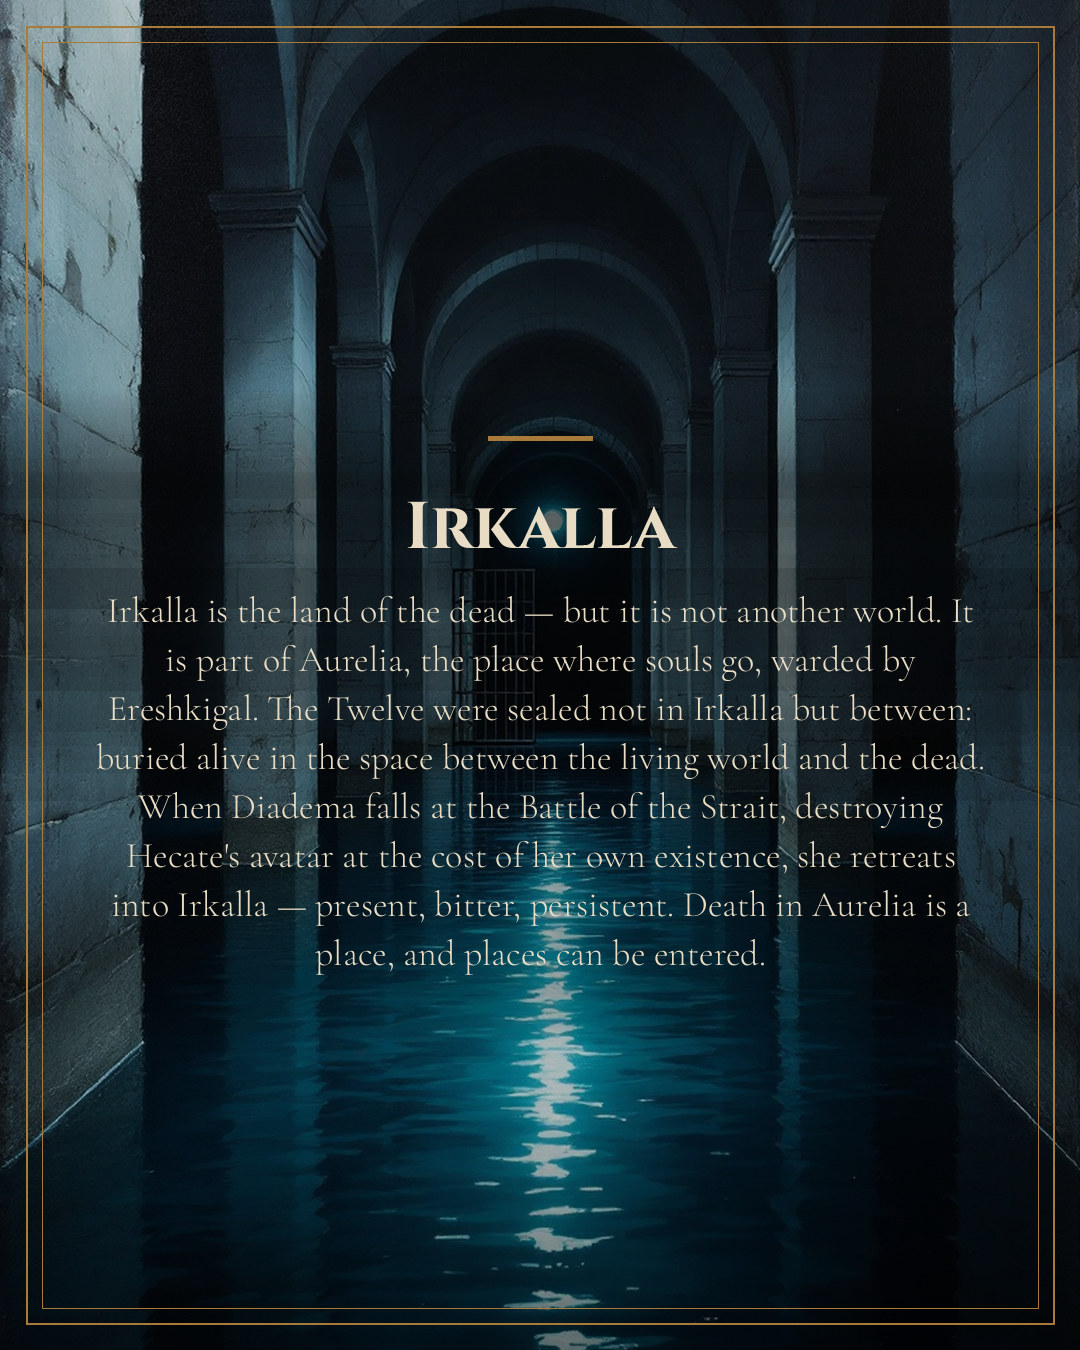 Irkalla
Irkalla is the land of the dead — but it is not another world. It
is part of Aurelia, the place where souls go, warded by
Ereshkigal. The Twelve were sealed not in Irkalla but between:
buried alive in the space between the living world and the dead.
When Diadema falls at the Battle of the Strait, destroying
Hecate's avatar at the cost of her own existence, she retreats
into Irkalla — present, bitter, persistent. Death in Aurelia is a
place, and places can be entered.